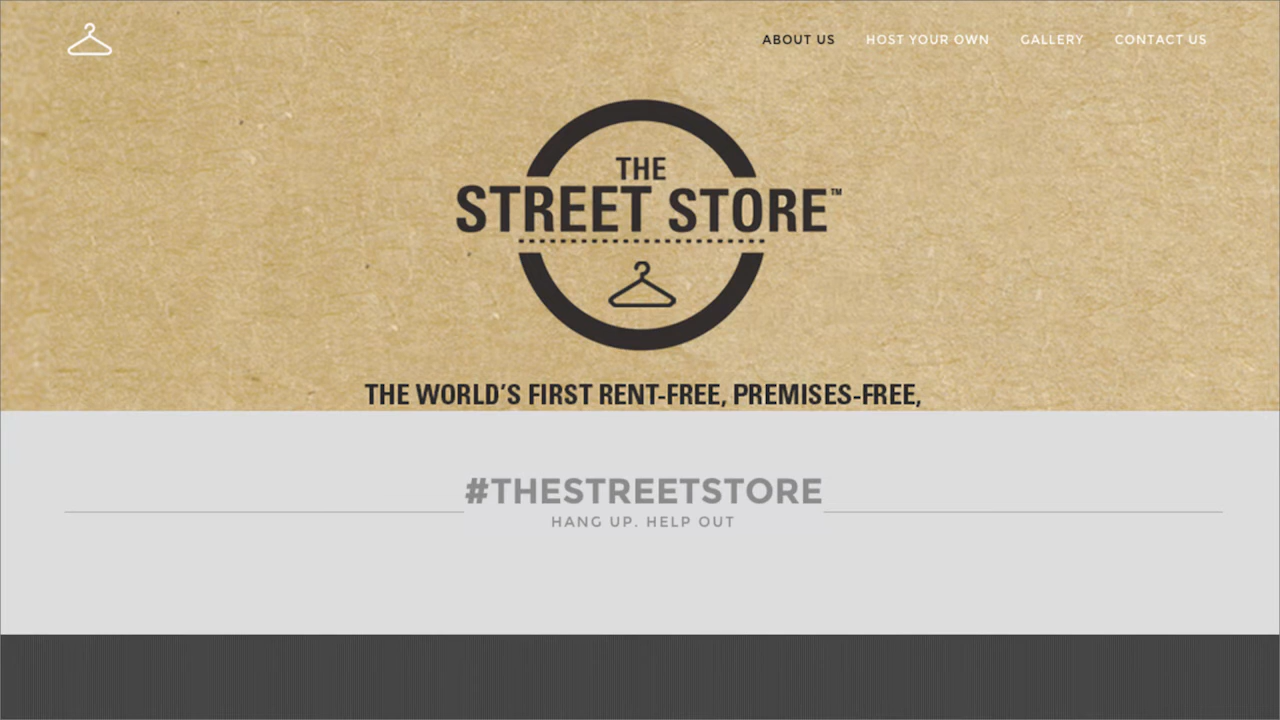 ABOUT US HOST YOUR OWN GALLERY CONTACT US
THE
STREET STORE™
THE WORLD'S FIRST RENT-FREE, PREMISES-FREE,
#THESTREETSTORE
HANG UP. HELP OUT